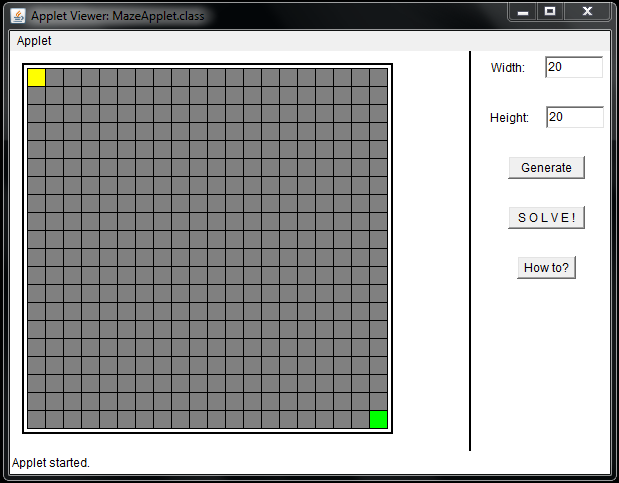 Applet Viewer: MazeApplet.class
Applet
Width: 20
Height: 20
Generate
S O L V E !
How to?
Applet started.